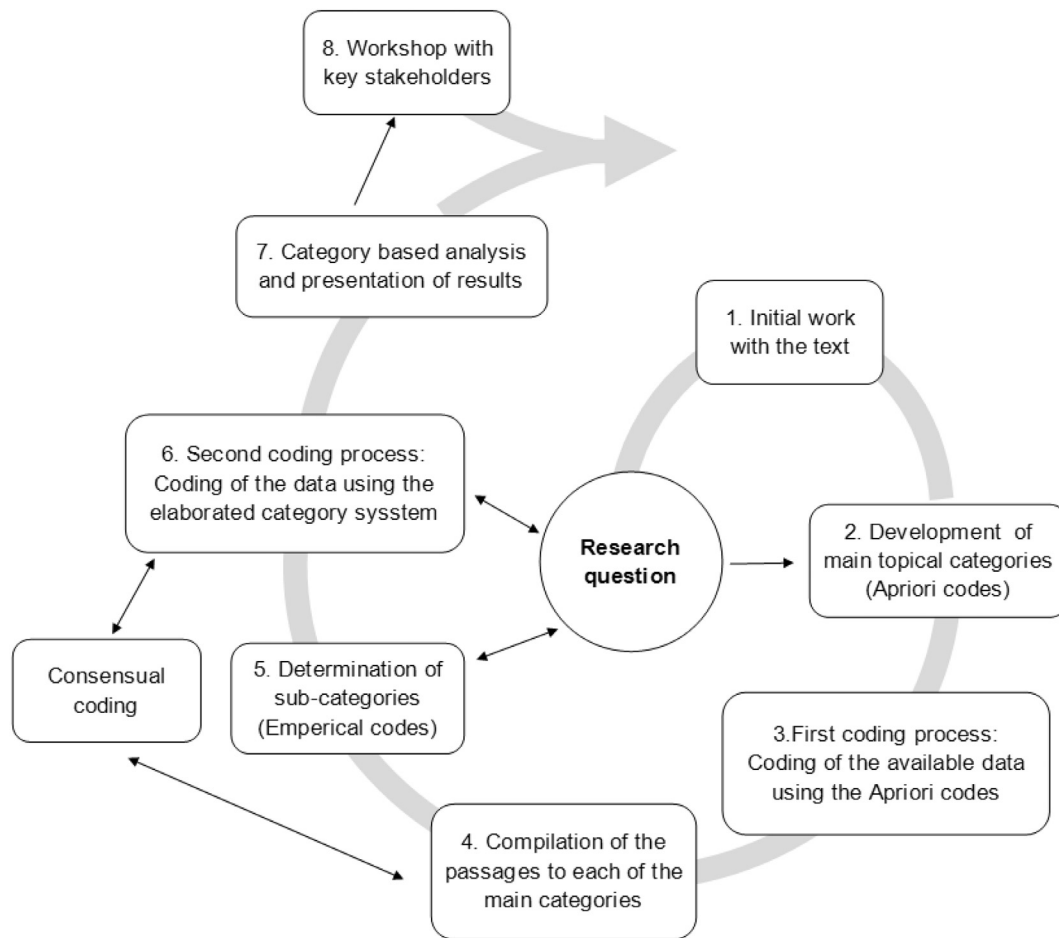 8. Workshop with
key stakeholders
7. Category based analysis
and presentation of results
1. Initial work
with the text
6. Second coding process:
Coding of the data using the
elaborated category sysstem
Research
question
2. Development of
main topical categories
(Apriori codes)
Consensual
coding
5. Determination of
sub-categories
(Emperical codes)
3.First coding process:
Coding of the available data
using the Apriori codes
4. Compilation of the
passages to each of the
main categories